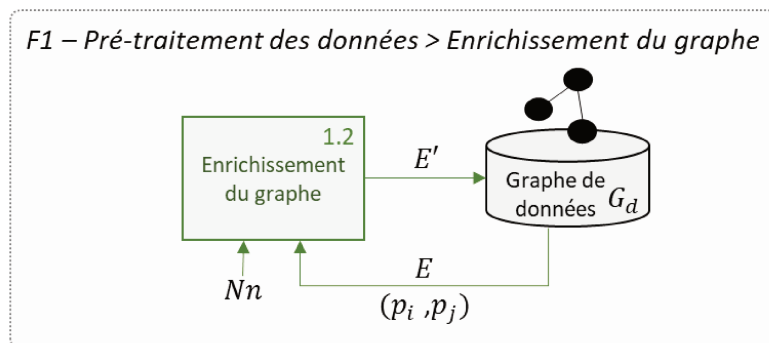 F1 – Pré-traitement des données > Enrichissement du graphe
1.2
Enrichissement
du graphe
E'
Graphe de
données G_d
E
(p_i ,p_j)
Nn